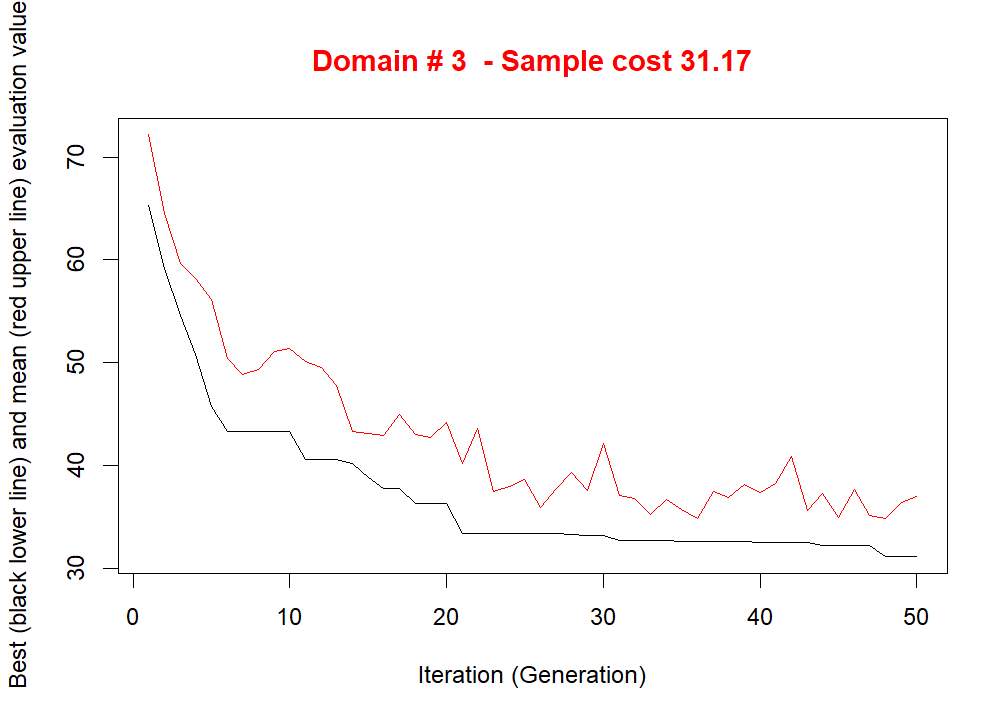 Domain # 3  - Sample cost 31.17
Best (black lower line) and mean (red upper line) evaluation value
70
60
50
40
30
0 10 20 30 40 50
Iteration (Generation)